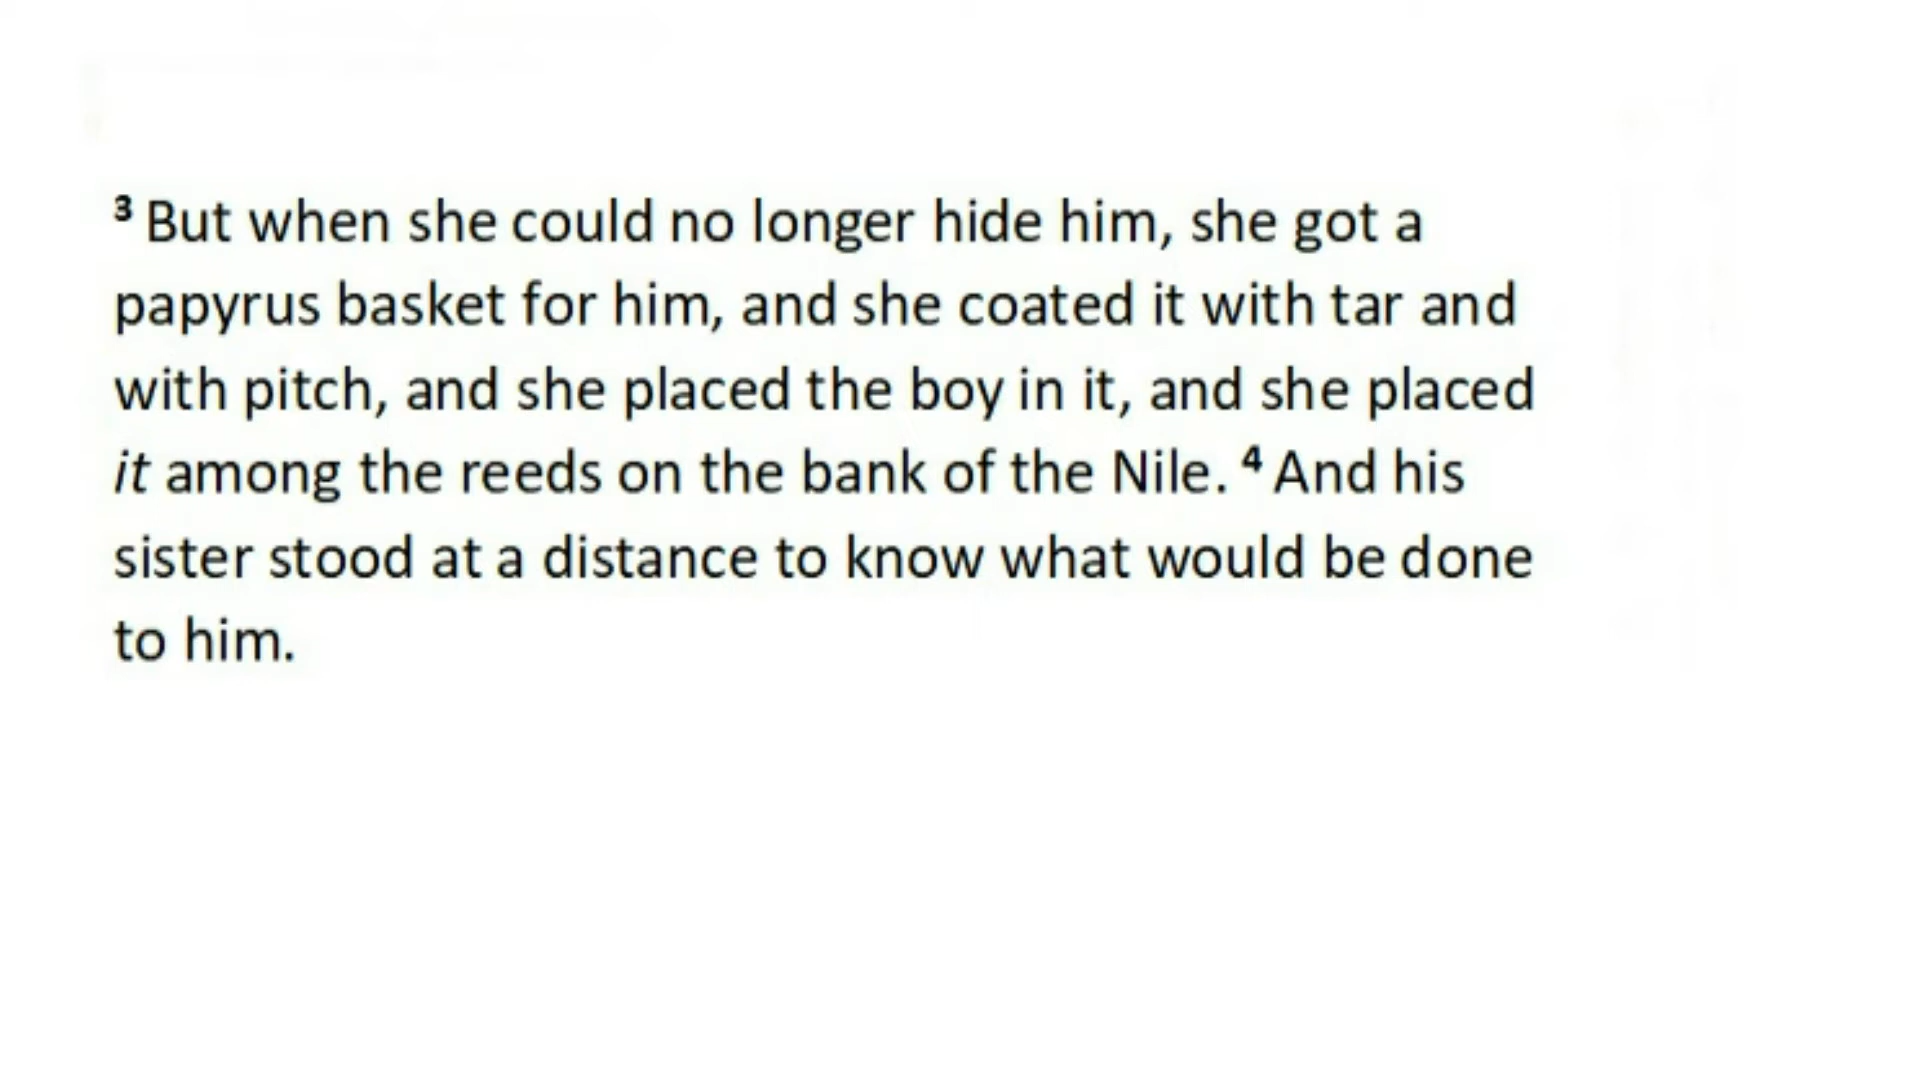 ³ But when she could no longer hide him, she got a
papyrus basket for him, and she coated it with tar and
with pitch, and she placed the boy in it, and she placed
it among the reeds on the bank of the Nile. ⁴ And his
sister stood at a distance to know what would be done
to him.